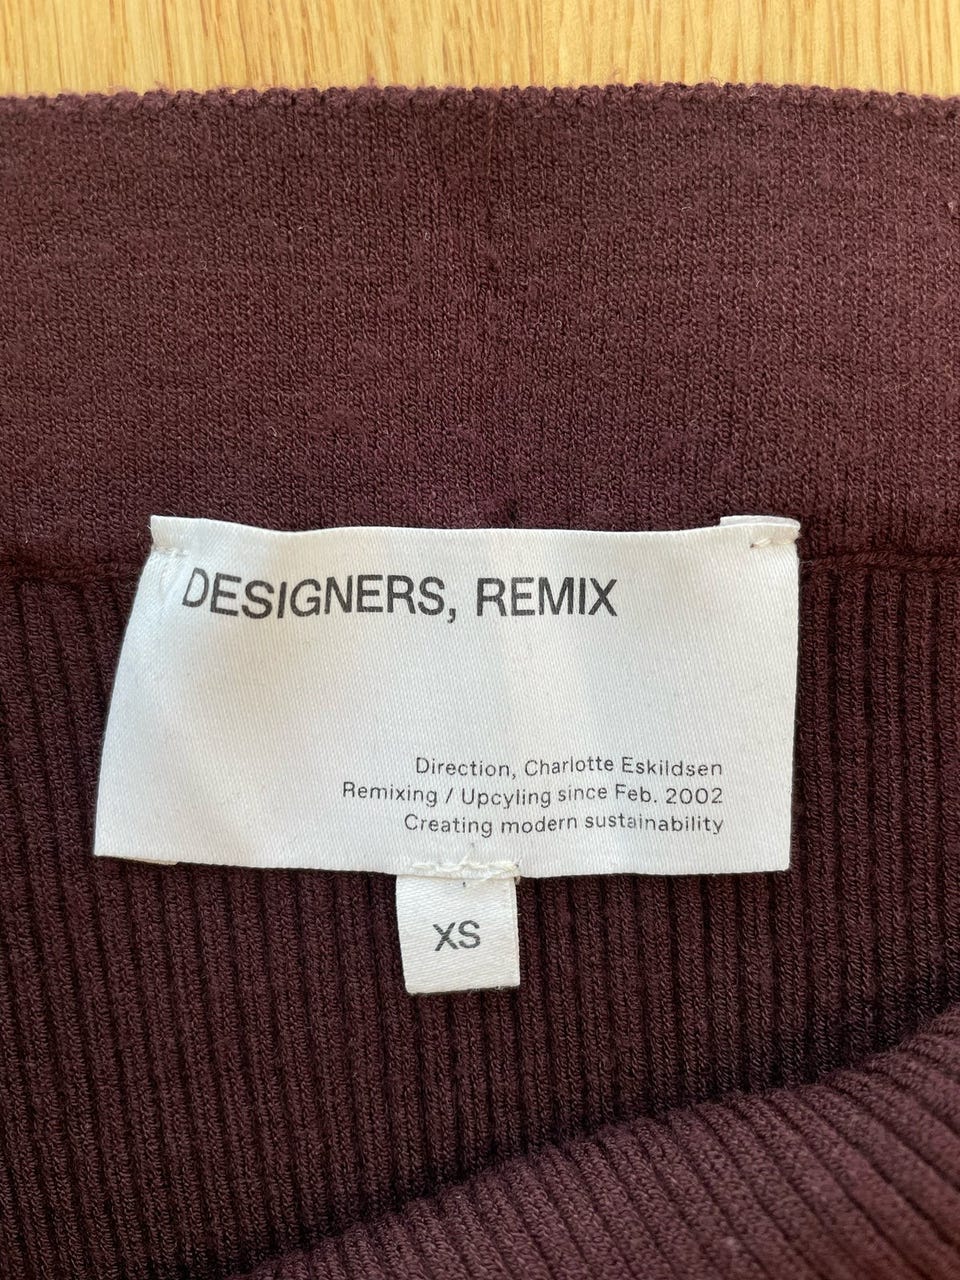 DESIGNERS, REMIX
Direction, Charlotte Eskildsen
Remixing / Upcyling since Feb. 2002
Creating modern sustainability
XS